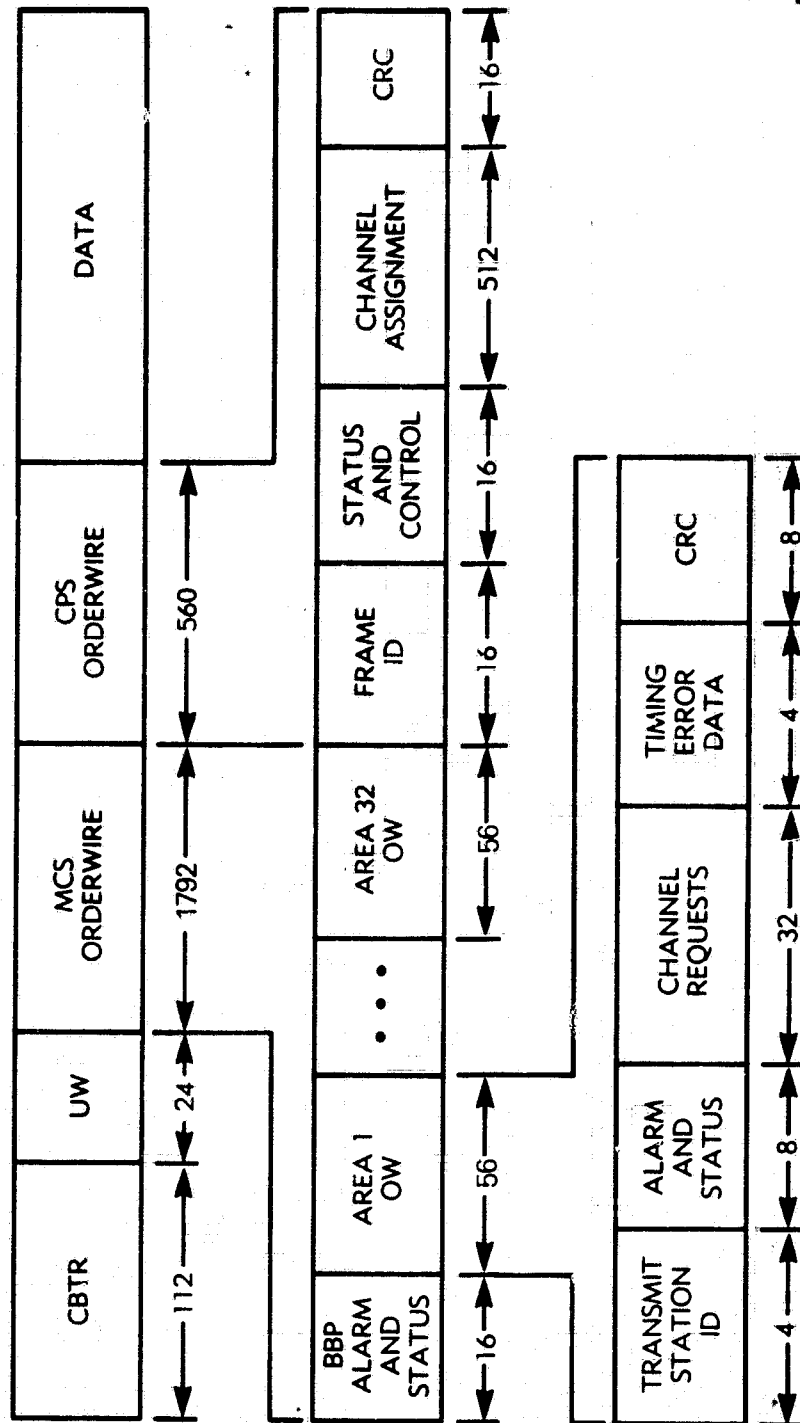 CBTR
UW
MCS
ORDERWIRE
CPS
ORDERWIRE
DATA
112
24
1792
560
BBP
ALARM
AND
STATUS
AREA 1
OW
• • •
AREA 32
OW
FRAME
ID
STATUS
AND
CONTROL
CHANNEL
ASSIGNMENT
CRC
16
56
56
16
16
512
16
TRANSMIT
STATION
ID
ALARM
AND
STATUS
CHANNEL
REQUESTS
TIMING
ERROR
DATA
CRC
4
8
32
4
8